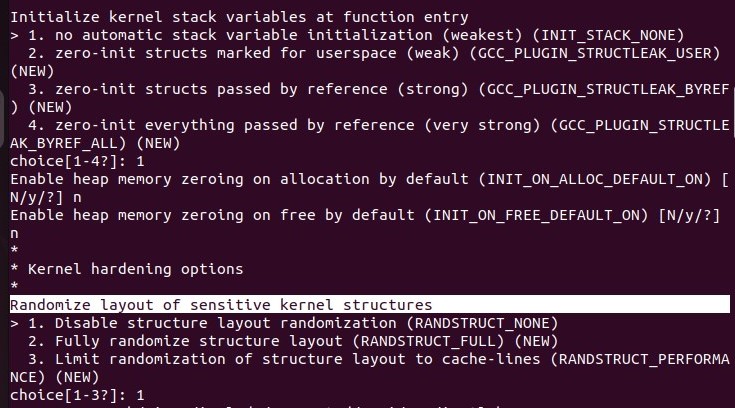 Initialize kernel stack variables at function entry
> 1. no automatic stack variable initialization (weakest) (INIT_STACK_NONE)
  2. zero-init structs marked for userspace (weak) (GCC_PLUGIN_STRUCTLEAK_USER)
(NEW)
  3. zero-init structs passed by reference (strong) (GCC_PLUGIN_STRUCTLEAK_BYREF
) (NEW)
  4. zero-init everything passed by reference (very strong) (GCC_PLUGIN_STRUCTLE
AK_BYREF_ALL) (NEW)
choice[1-4?]: 1
Enable heap memory zeroing on allocation by default (INIT_ON_ALLOC_DEFAULT_ON) [
N/y/?] n
Enable heap memory zeroing on free by default (INIT_ON_FREE_DEFAULT_ON) [N/y/?]
n
*
* Kernel hardening options
*
Randomize layout of sensitive kernel structures
> 1. Disable structure layout randomization (RANDSTRUCT_NONE)
  2. Fully randomize structure layout (RANDSTRUCT_FULL) (NEW)
  3. Limit randomization of structure layout to cache-lines (RANDSTRUCT_PERFORMA
NCE) (NEW)
choice[1-3?]: 1